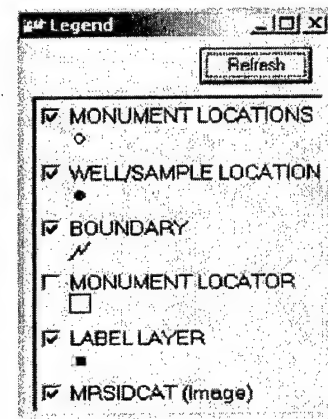 Legend
Refresh
MONUMENT LOCATIONS
WELL/SAMPLE LOCATION
BOUNDARY
MONUMENT LOCATOR
LABEL LAYER
MRSIDCAT (Image)